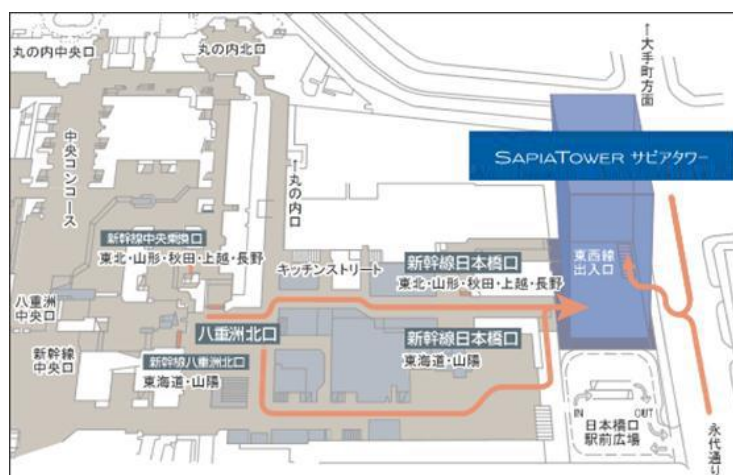 丸の内中央口
丸の内北口
←大手町方面
SAPIATOWER サピアタワー
中央コンコース
←丸の内口
新幹線中央乗換口
東北・山形・秋田・上越・長野
キッチンストリート
新幹線日本橋口
東北・山形・秋田・上越・長野
東西線
出入口
八重洲
中央口
八重洲北口
新幹線日本橋口
東海道・山陽
新幹線
中央口
新幹線八重洲北口
東海道・山陽
IN
OUT
日本橋口
駅前広場
永代通り